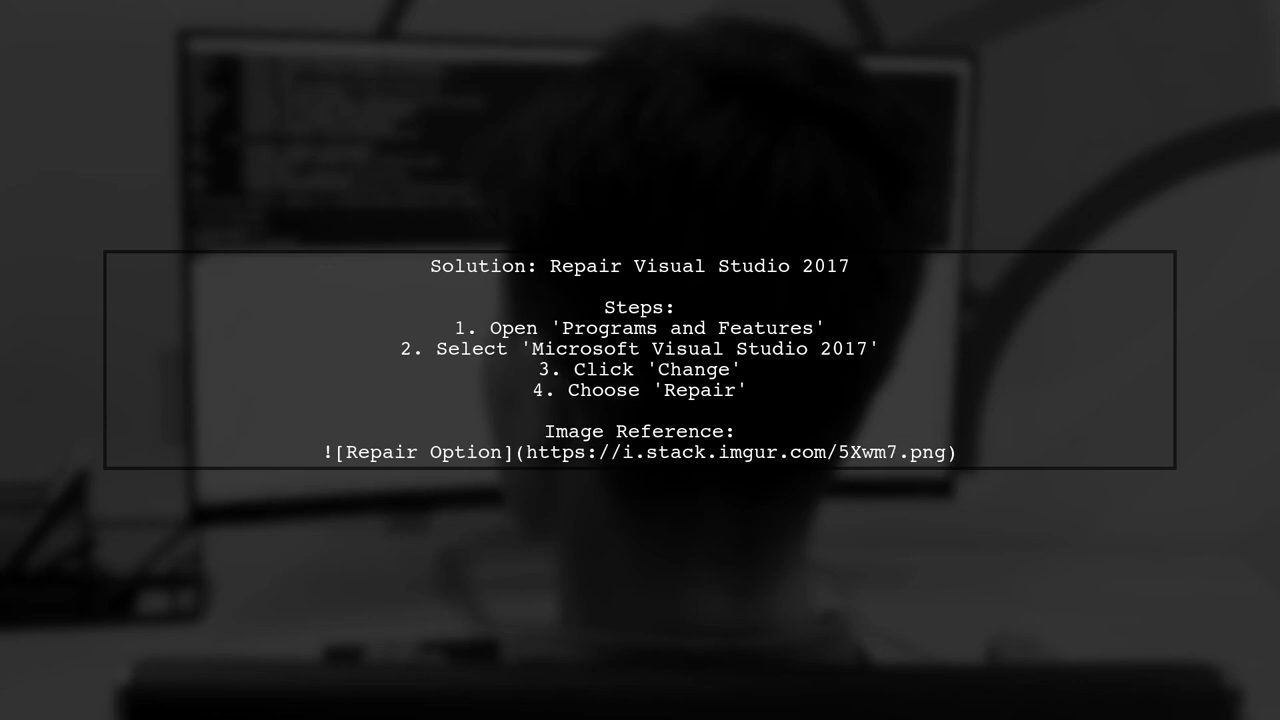 Solution: Repair Visual Studio 2017
Steps:
1. Open 'Programs and Features'
2. Select 'Microsoft Visual Studio 2017'
3. Click 'Change'
4. Choose 'Repair'
Image Reference:
![Repair Option](https://i.stack.imgur.com/5Xwm7.png)